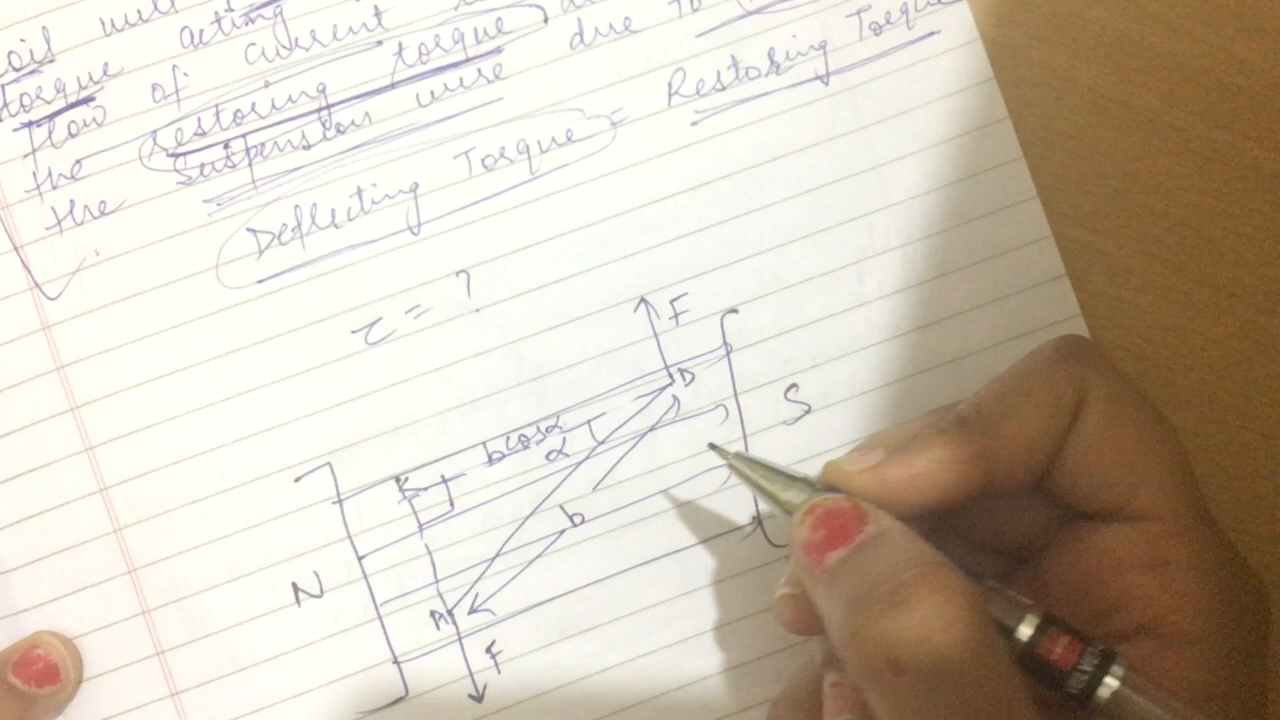 coil will
torque acting
flow of current
the restoring torque due to
the suspension wire
Deflecting Torque = Restoring Torque
τ = ?
F
D
S
b cos α
α
K
b
N
A
F